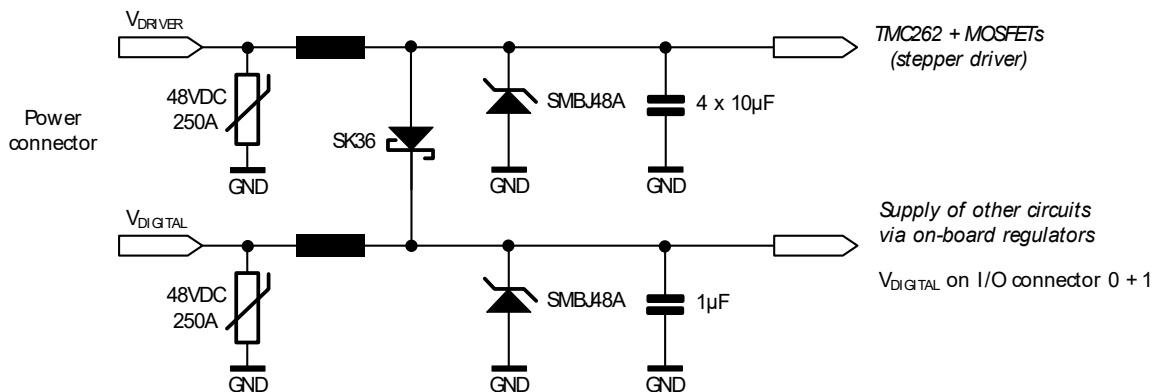 VDRIVER
TMC262 + MOSFETs
(stepper driver)
48VDC
250A
SMBJ48A
4 x 10µF
Power
connector
SK36
GND
GND
GND
VDIGITAL
Supply of other circuits
via on-board regulators
VDIGITAL on I/O connector 0 + 1
48VDC
250A
SMBJ48A
1µF
GND
GND
GND